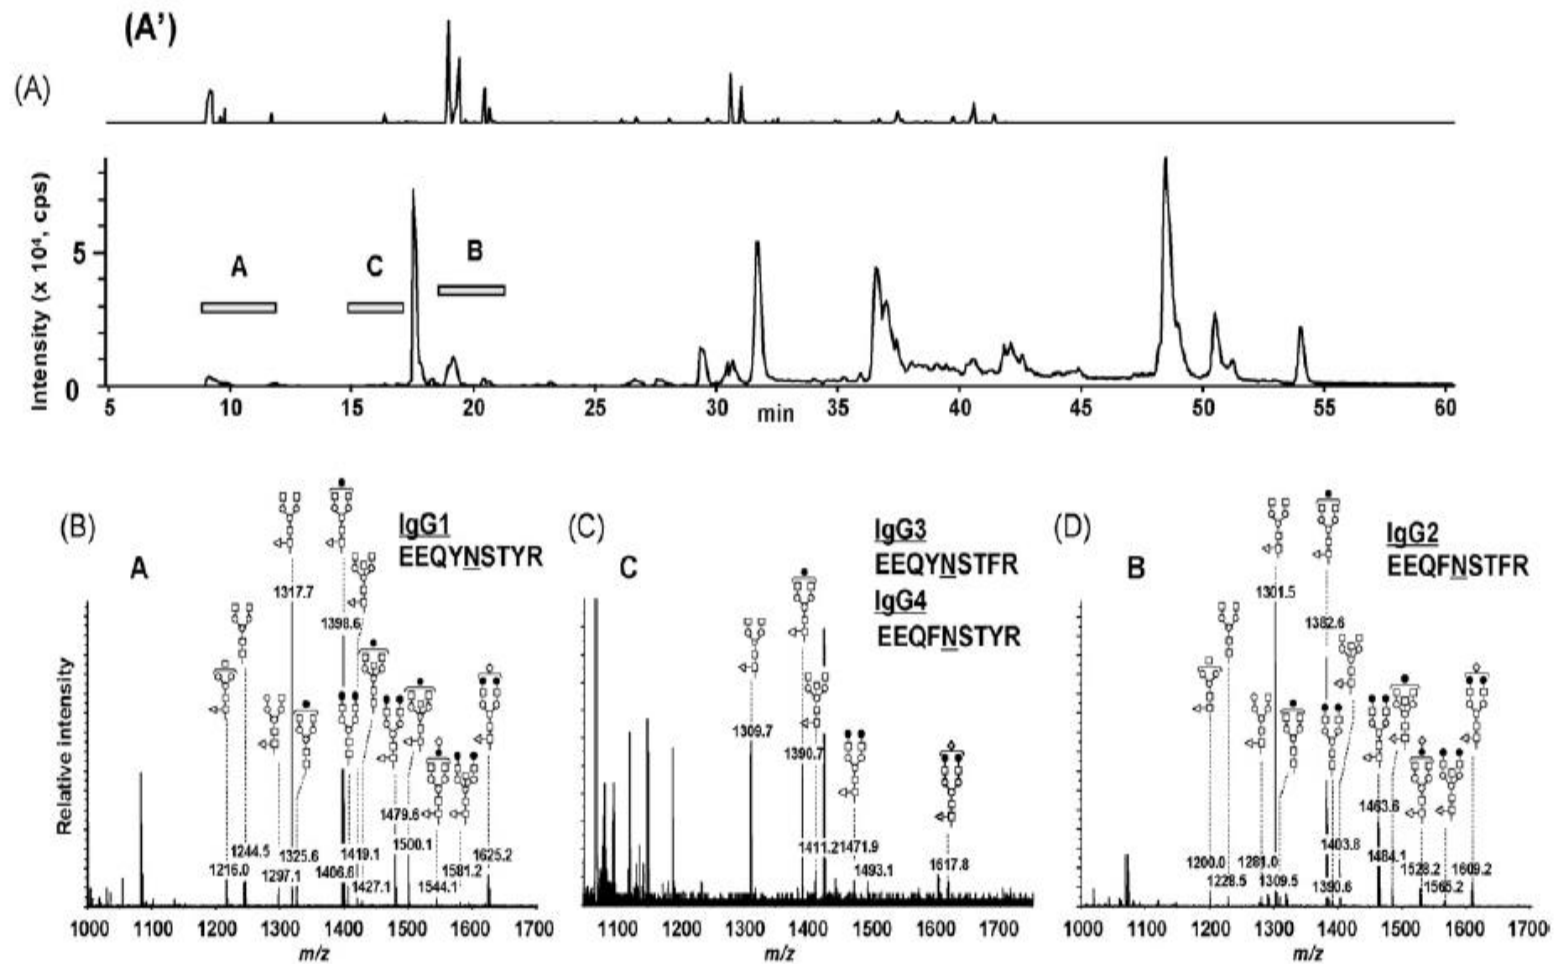 (A')
(A)
Intensity (x 10⁴, cps)
5
0
A
C
B
5 10 15 20 25 30 35 40 45 50 55 60
min
(B)
A
IgG1
EEQYNSTYR
Relative intensity
1317.7
1398.6
1479.6
1244.5
1325.6
1419.1
1500.1
1625.2
1216.0
1297.1
1406.6
1427.1
1544.1
1581.2
1000 1100 1200 1300 1400 1500 1600 1700
m/z
(C)
C
IgG3
EEQYNSTFR
IgG4
EEQFNSTYR
1309.7
1390.7
1411.2
1471.9
1493.1
1617.8
1100 1200 1300 1400 1500 1600 1700
m/z
(D)
B
IgG2
EEQFNSTFR
1301.5
1382.6
1463.6
1403.8
1200.0
1281.0
1484.1
1528.2
1609.2
1228.5
1309.5
1390.6
1565.2
1000 1100 1200 1300 1400 1500 1600 1700
m/z